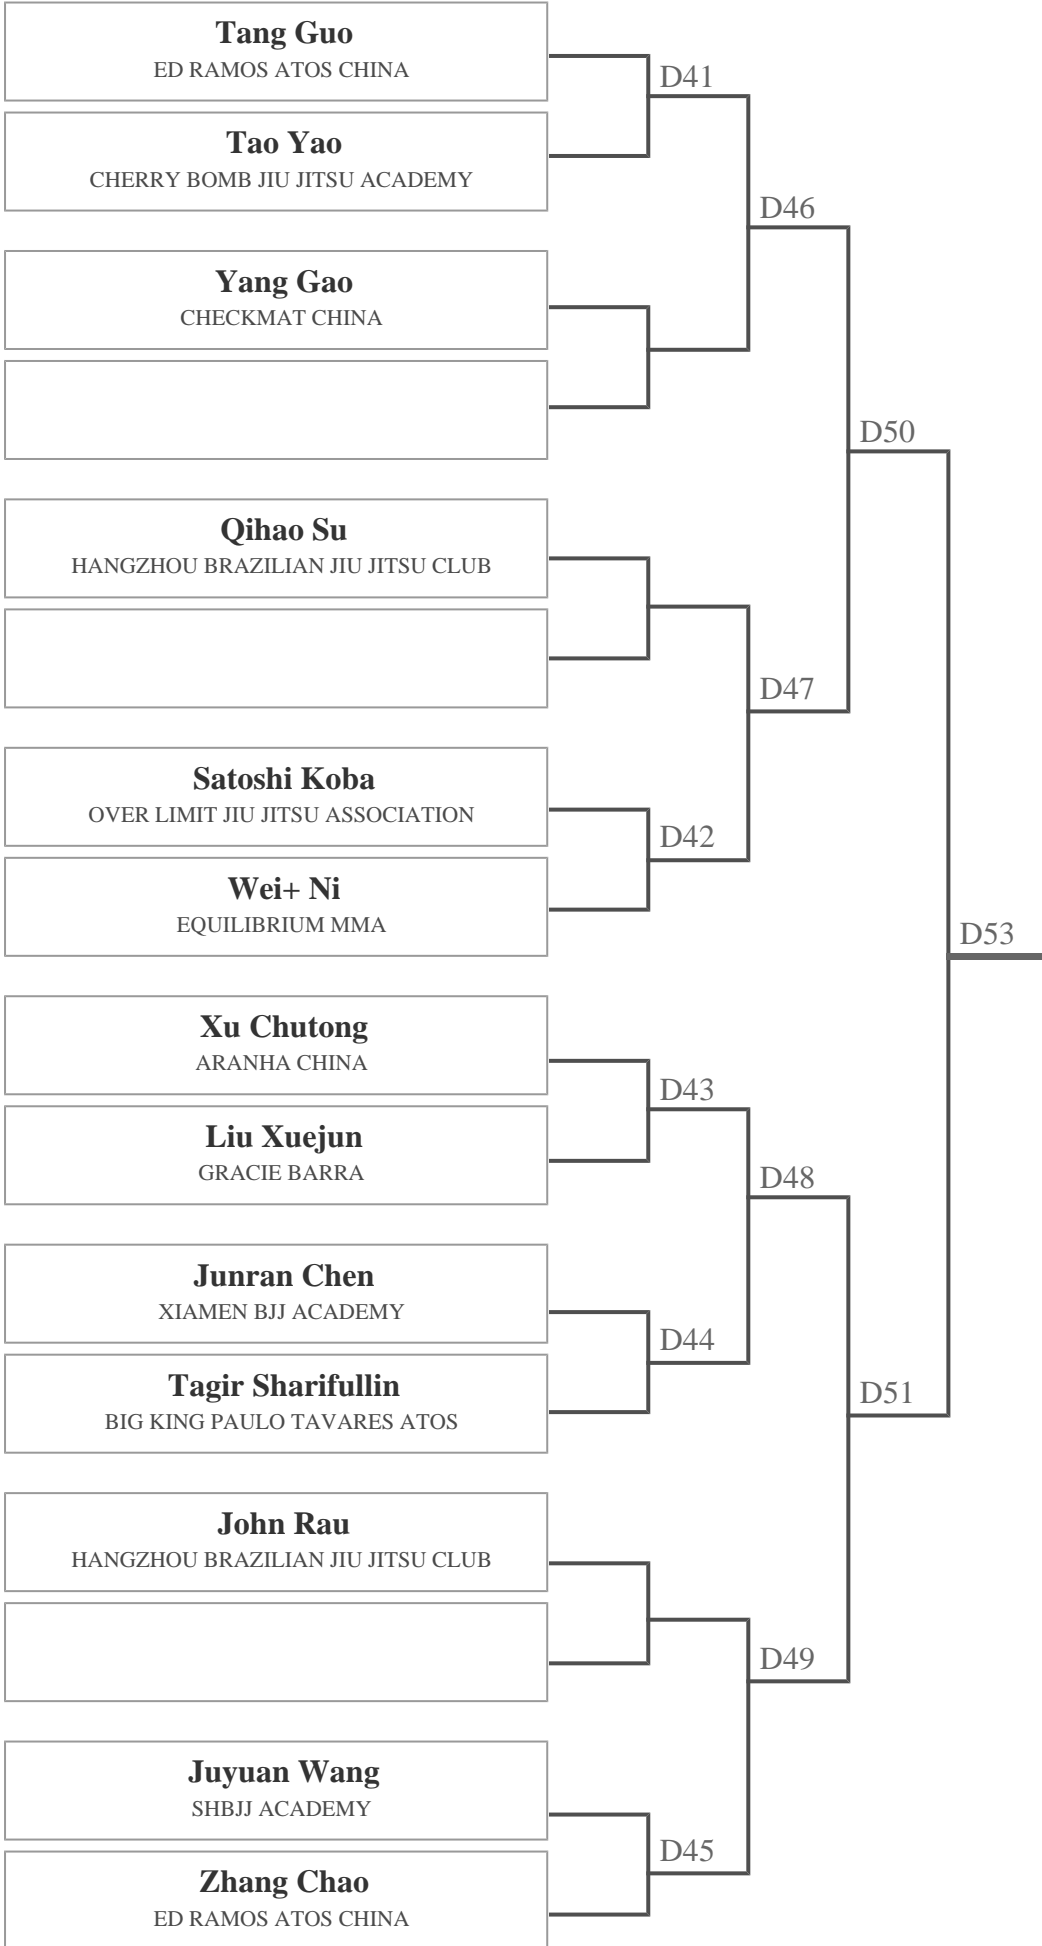 Tang Guo
ED RAMOS ATOS CHINA
D41
Tao Yao
CHERRY BOMB JIU JITSU ACADEMY
D46
Yang Gao
CHECKMAT CHINA
D50
Qihao Su
HANGZHOU BRAZILIAN JIU JITSU CLUB
D47
Satoshi Koba
OVER LIMIT JIU JITSU ASSOCIATION
D42
Wei+ Ni
EQUILIBRIUM MMA
D53
Xu Chutong
ARANHA CHINA
D43
Liu Xuejun
GRACIE BARRA
D48
Junran Chen
XIAMEN BJJ ACADEMY
D44
Tagir Sharifullin
BIG KING PAULO TAVARES ATOS
D51
John Rau
HANGZHOU BRAZILIAN JIU JITSU CLUB
D49
Juyuan Wang
SHBJJ ACADEMY
D45
Zhang Chao
ED RAMOS ATOS CHINA